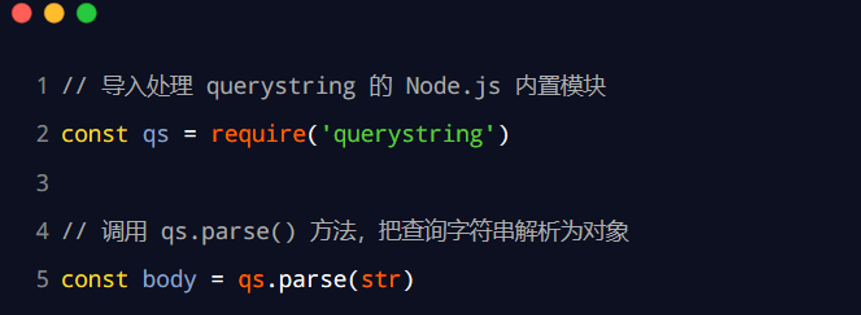 1 // 导入处理 querystring 的 Node.js 内置模块
2 const qs = require('querystring')
3
4 // 调用 qs.parse() 方法，把查询字符串解析为对象
5 const body = qs.parse(str)